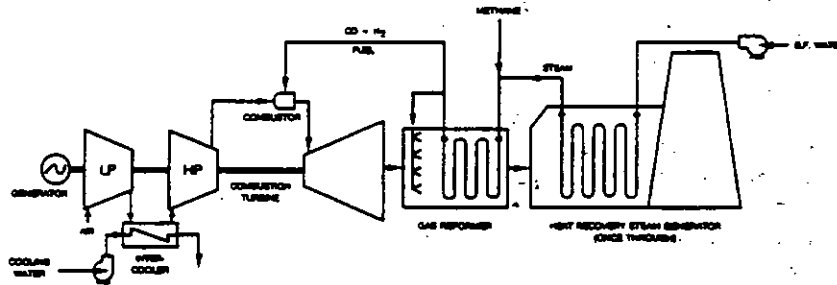 METHANE
CO + H2
FUEL
STEAM
B.F. WATER
COMBUSTOR
LP
HP
GENERATOR
COMBUSTION
TURBINE
GAS REFORMER
HEAT RECOVERY STEAM GENERATOR
(ONCE THROUGH)
AIR
INTER-
COOLER
COOLING
WATER